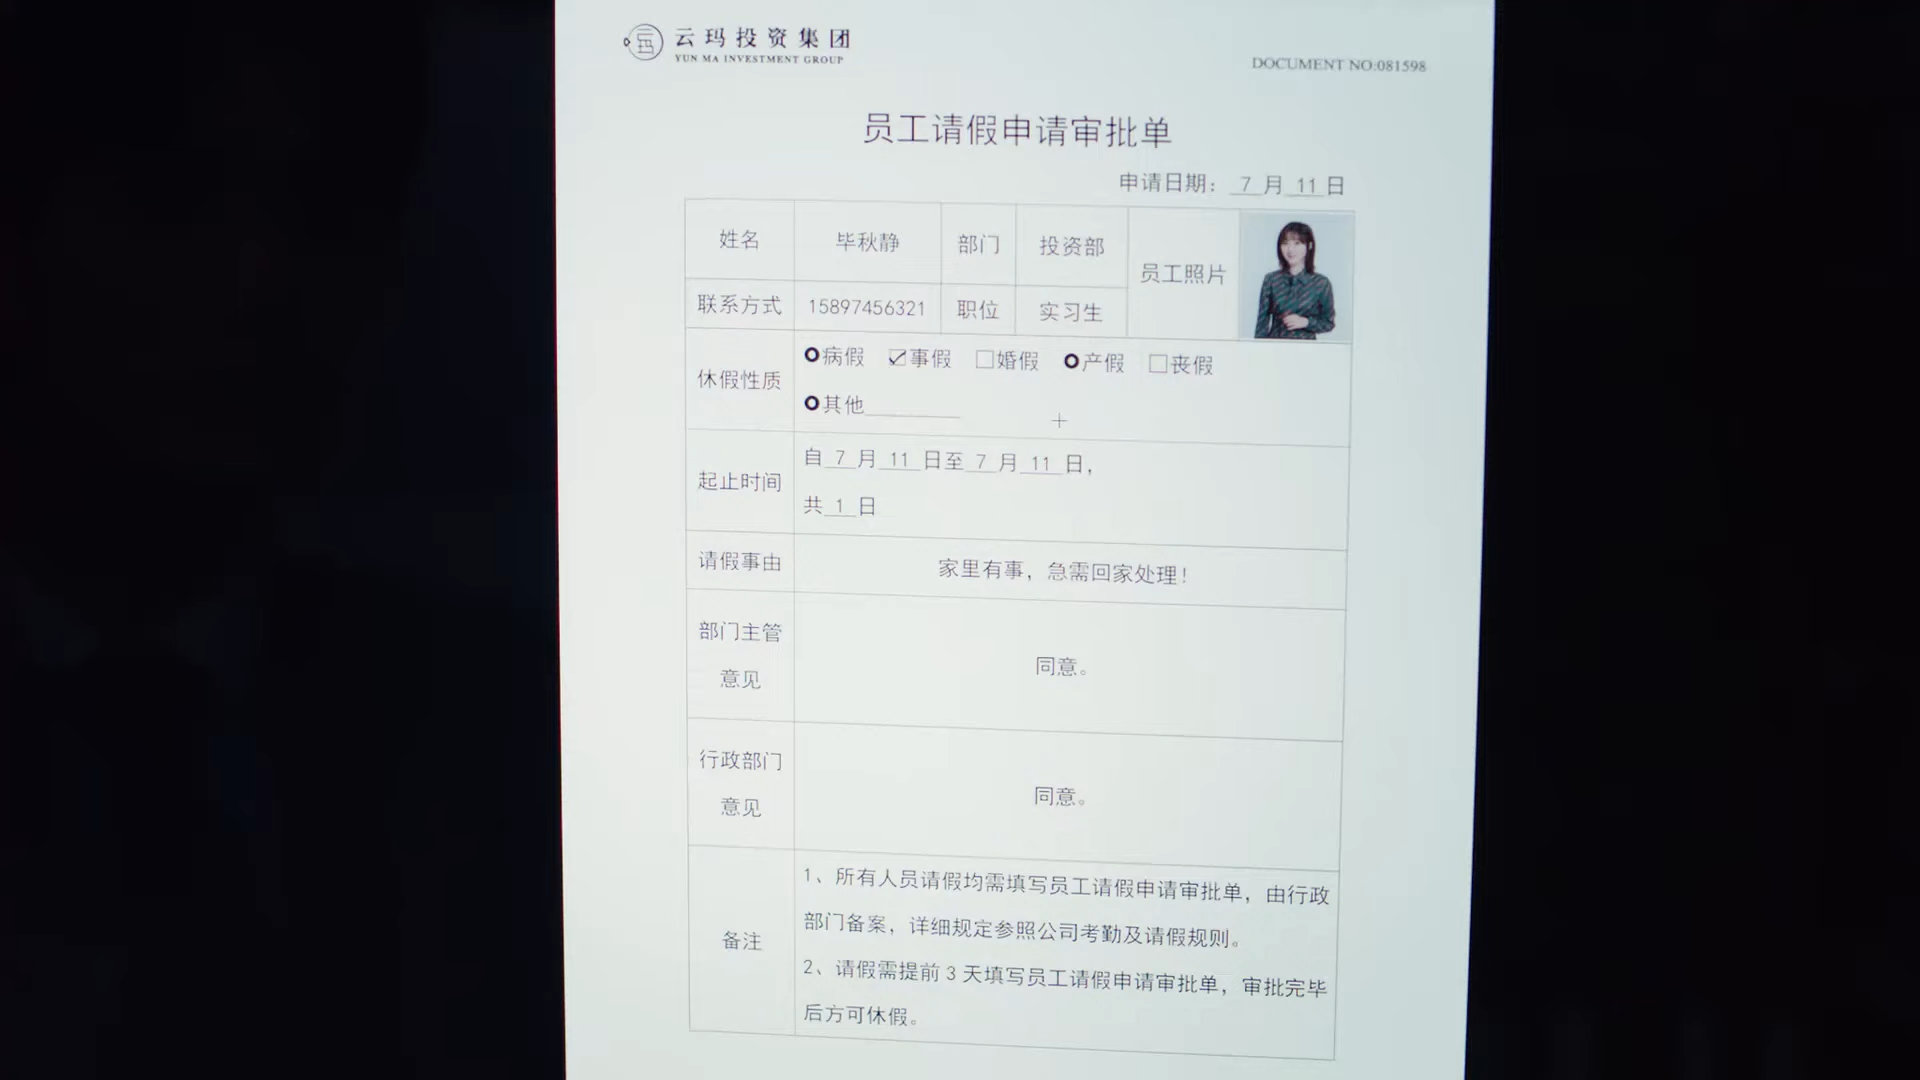 云玛投资集团
YUN MA INVESTMENT GROUP
DOCUMENT NO:081598
员工请假申请审批单
申请日期： 7 月 11 日
姓名 毕秋静 部门 投资部 员工照片
联系方式 15897456321 职位 实习生
休假性质 病假 事假 婚假 产假 丧假
其他
起止时间 自 7 月 11 日至 7 月 11 日，
共 1 日
请假事由 家里有事，急需回家处理！
部门主管
意见
同意。
行政部门
意见
同意。
备注
1、所有人员请假均需填写员工请假申请审批单，由行政
部门备案，详细规定参照公司考勤及请假规则。
2、请假需提前 3 天填写员工请假申请审批单，审批完毕
后方可休假。